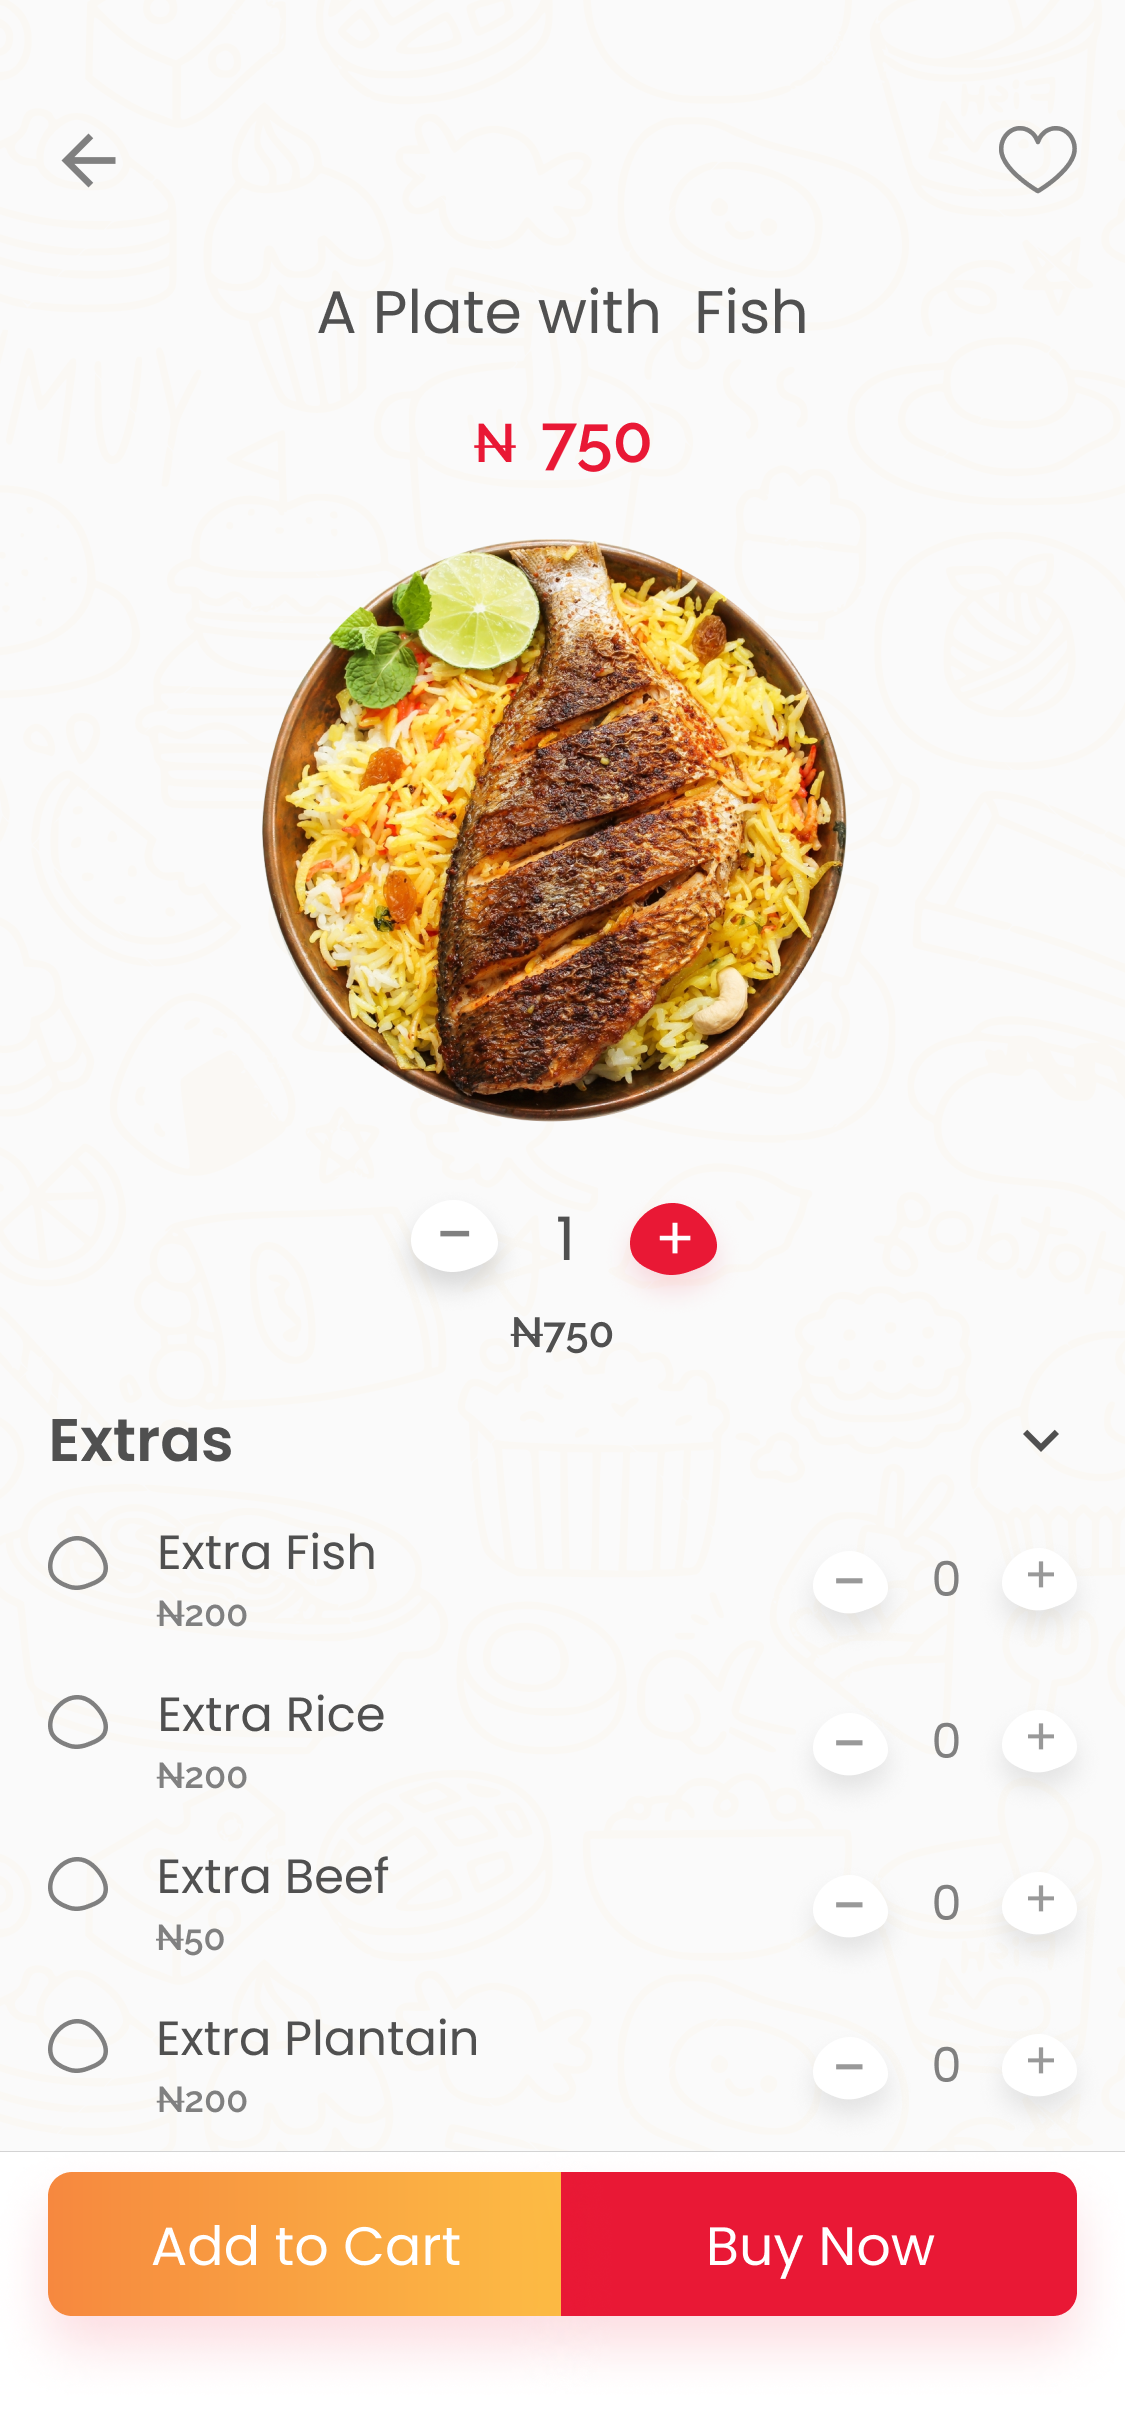 A Plate with  Fish
₦ 750
1
₦750
Extras
Extra Fish
₦200
0
Extra Rice
₦200
0
Extra Beef
₦50
0
Extra Plantain
₦200
0
Add to Cart
Buy Now